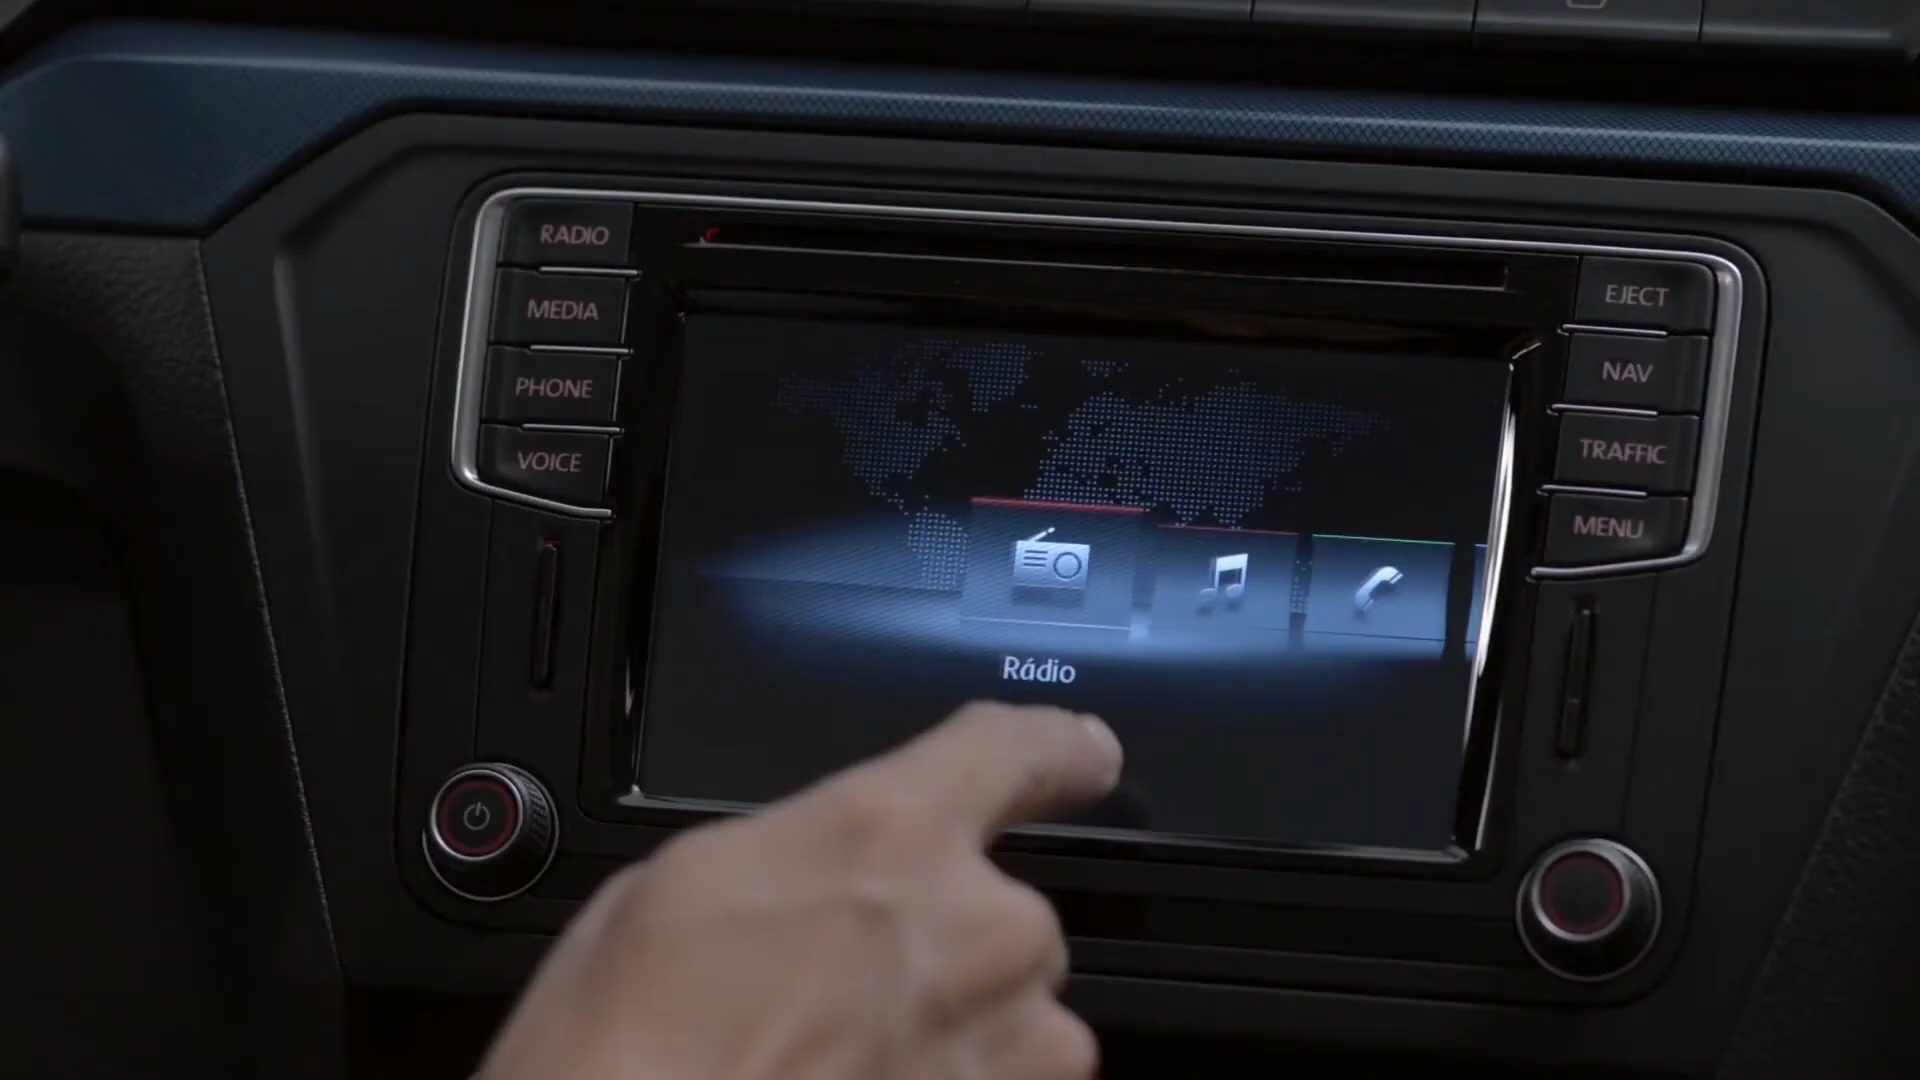 RADIO
MEDIA
PHONE
VOICE
EJECT
NAV
TRAFFIC
MENU
Rádio